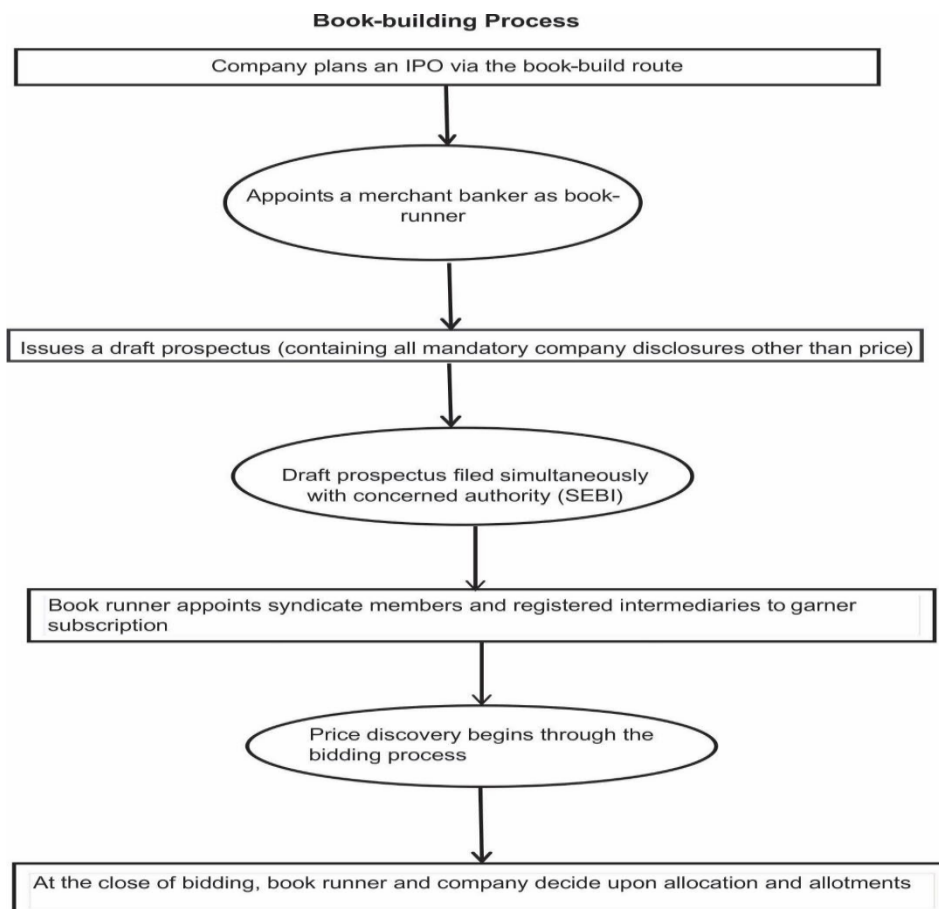 Book-building Process
Company plans an IPO via the book-build route
Appoints a merchant banker as book-
runner
Issues a draft prospectus (containing all mandatory company disclosures other than price)
Draft prospectus filed simultaneously
with concerned authority (SEBI)
Book runner appoints syndicate members and registered intermediaries to garner
subscription
Price discovery begins through the
bidding process
At the close of bidding, book runner and company decide upon allocation and allotments